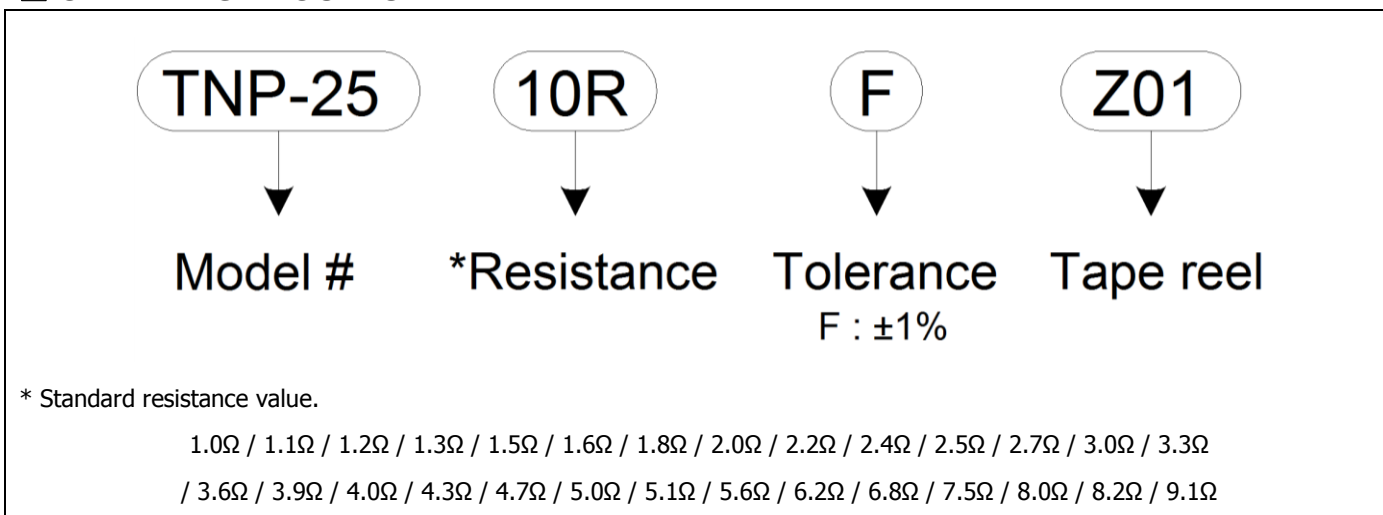 TNP-25 10R F Z01
Model # *Resistance Tolerance Tape reel
F : ±1%
* Standard resistance value.
1.0Ω / 1.1Ω / 1.2Ω / 1.3Ω / 1.5Ω / 1.6Ω / 1.8Ω / 2.0Ω / 2.2Ω / 2.4Ω / 2.5Ω / 2.7Ω / 3.0Ω / 3.3Ω
/ 3.6Ω / 3.9Ω / 4.0Ω / 4.3Ω / 4.7Ω / 5.0Ω / 5.1Ω / 5.6Ω / 6.2Ω / 6.8Ω / 7.5Ω / 8.0Ω / 8.2Ω / 9.1Ω